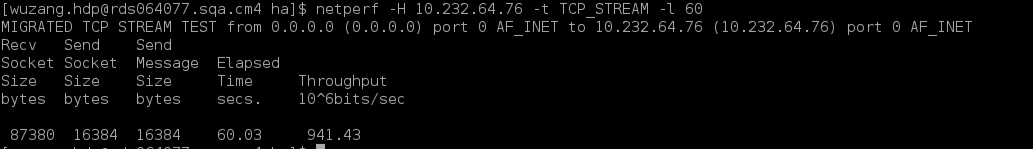 [wuzang.hdp@rds064077.sqa.cm4 ha]$ netperf -H 10.232.64.76 -t TCP_STREAM -l 60
MIGRATED TCP STREAM TEST from 0.0.0.0 (0.0.0.0) port 0 AF_INET to 10.232.64.76 (10.232.64.76) port 0 AF_INET
Recv   Send    Send
Socket Socket  Message  Elapsed
Size   Size    Size     Time     Throughput
bytes  bytes   bytes    secs.    10^6bits/sec
87380  16384  16384    60.03     941.43